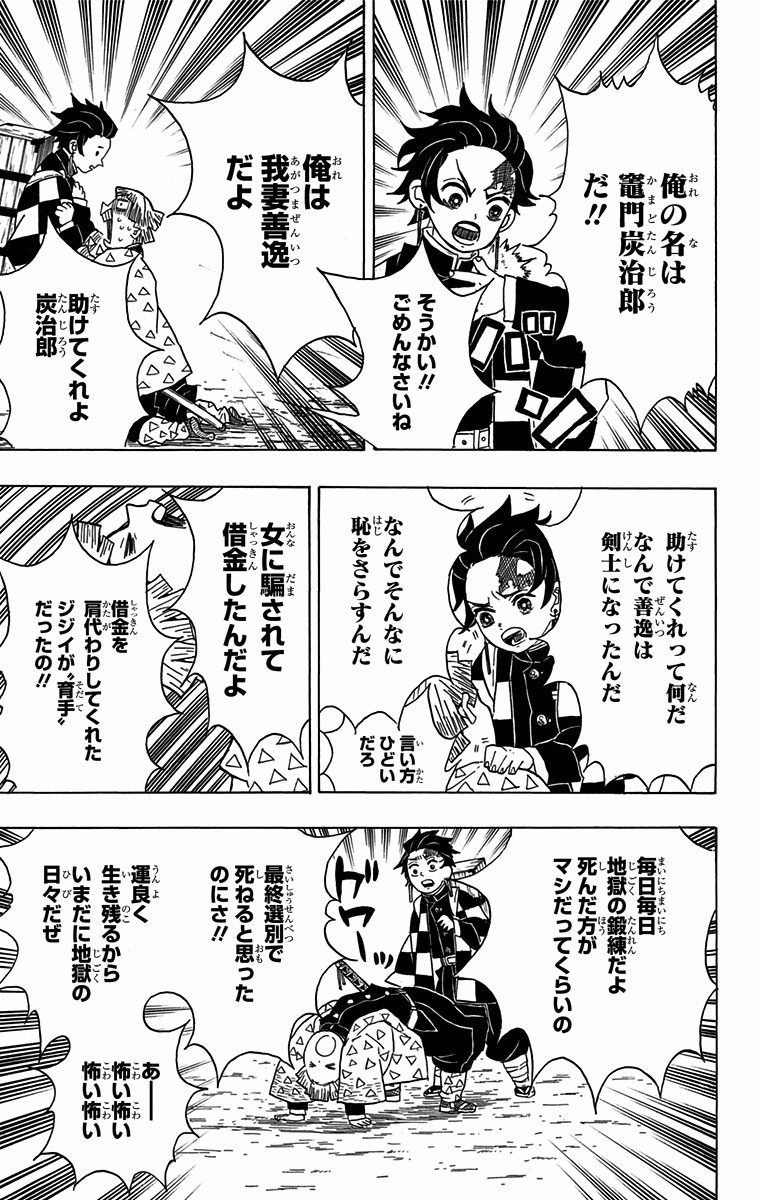 俺の名は
竈門炭治郎
だ!!
そうかい!!
ごめんなさいね
俺は
我妻善逸
だよ
助けてくれよ
炭治郎
助けてくれって何だ
なんで善逸は
剣士になったんだ
なんでそんなに
恥をさらすんだ
言い方
ひどい
だろ
女に騙されて
借金したんだよ
借金を
肩代わりしてくれた
ジジイが〝育手〟
だったの!!
毎日毎日
地獄の鍛練だよ
死んだ方が
マシだってくらいの
グワーッ
最終選別で
死ねると思った
のにさ!!
運良く
生き残るから
いまだに地獄の
日々だぜ
あ――
怖い怖い
怖い怖い